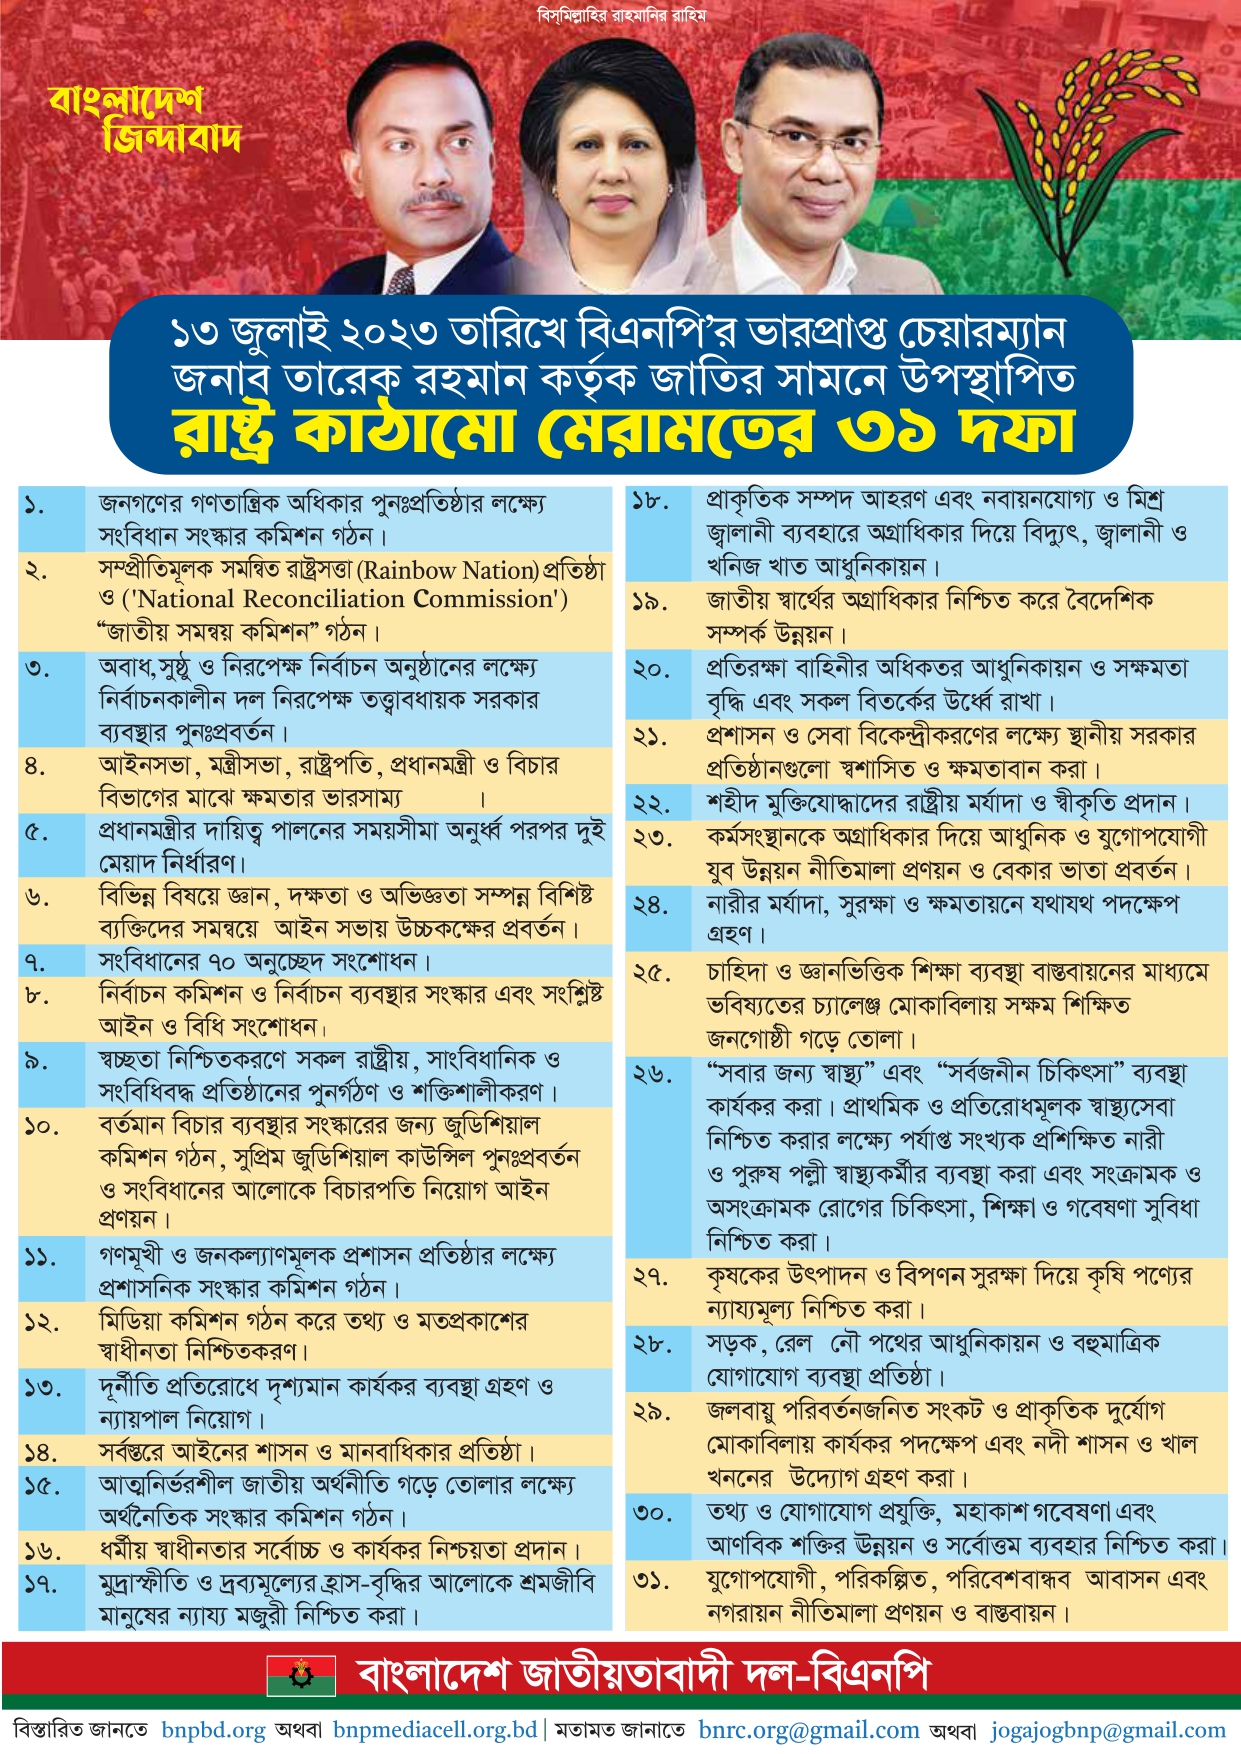 বিস্‌মিল্লাহির রাহমানির রাহিম
বাংলাদেশ
জিন্দাবাদ
১৩ জুলাই ২০২৩ তারিখে বিএনপি’র ভারপ্রাপ্ত চেয়ারম্যান
জনাব তারেক রহমান কর্তৃক জাতির সামনে উপস্থাপিত
রাষ্ট্র কাঠামো মেরামতের ৩১ দফা
১. জনগণের গণতান্ত্রিক অধিকার পুনঃপ্রতিষ্ঠার লক্ষ্যে
সংবিধান সংস্কার কমিশন গঠন।
২. সম্প্রীতিমূলক সমন্বিত রাষ্ট্রসত্তা (Rainbow Nation) প্রতিষ্ঠা
ও ('National Reconciliation Commission')
“জাতীয় সমন্বয় কমিশন” গঠন।
৩. অবাধ,সুষ্ঠু ও নিরপেক্ষ নির্বাচন অনুষ্ঠানের লক্ষ্যে
নির্বাচনকালীন দল নিরপেক্ষ তত্ত্বাবধায়ক সরকার
ব্যবস্থার পুনঃপ্রবর্তন।
৪. আইনসভা, মন্ত্রীসভা, রাষ্ট্রপতি, প্রধানমন্ত্রী ও বিচার
বিভাগের মাঝে ক্ষমতার ভারসাম্য ।
৫. প্রধানমন্ত্রীর দায়িত্ব পালনের সময়সীমা অনুর্ধ্ব পরপর দুই
মেয়াদ নির্ধারণ।
৬. বিভিন্ন বিষয়ে জ্ঞান, দক্ষতা ও অভিজ্ঞতা সম্পন্ন বিশিষ্ট
ব্যক্তিদের সমন্বয়ে আইন সভায় উচ্চকক্ষের প্রবর্তন।
৭. সংবিধানের ৭০ অনুচ্ছেদ সংশোধন।
৮. নির্বাচন কমিশন ও নির্বাচন ব্যবস্থার সংস্কার এবং সংশ্লিষ্ট
আইন ও বিধি সংশোধন।
৯. স্বচ্ছতা নিশ্চিতকরণে সকল রাষ্ট্রীয়, সাংবিধানিক ও
সংবিধিবদ্ধ প্রতিষ্ঠানের পুনর্গঠণ ও শক্তিশালীকরণ।
১০. বর্তমান বিচার ব্যবস্থার সংস্কারের জন্য জুডিশিয়াল
কমিশন গঠন, সুপ্রিম জুডিশিয়াল কাউন্সিল পুনঃপ্রবর্তন
ও সংবিধানের আলোকে বিচারপতি নিয়োগ আইন
প্রণয়ন।
১১. গণমূখী ও জনকল্যাণমূলক প্রশাসন প্রতিষ্ঠার লক্ষ্যে
প্রশাসনিক সংস্কার কমিশন গঠন।
১২. মিডিয়া কমিশন গঠন করে তথ্য ও মতপ্রকাশের
স্বাধীনতা নিশ্চিতকরণ।
১৩. দূর্নীতি প্রতিরোধে দৃশ্যমান কার্যকর ব্যবস্থা গ্রহণ ও
ন্যায়পাল নিয়োগ।
১৪. সর্বস্তরে আইনের শাসন ও মানবাধিকার প্রতিষ্ঠা।
১৫. আত্মনির্ভরশীল জাতীয় অর্থনীতি গড়ে তোলার লক্ষ্যে
অর্থনৈতিক সংস্কার কমিশন গঠন।
১৬. ধর্মীয় স্বাধীনতার সর্বোচ্চ ও কার্যকর নিশ্চয়তা প্রদান।
১৭. মুদ্রাস্ফীতি ও দ্রব্যমূল্যের হ্রাস-বৃদ্ধির আলোকে শ্রমজীবি
মানুষের ন্যায্য মজুরী নিশ্চিত করা।
১৮. প্রাকৃতিক সম্পদ আহরণ এবং নবায়নযোগ্য ও মিশ্র
জ্বালানী ব্যবহারে অগ্রাধিকার দিয়ে বিদ্যুৎ, জ্বালানী ও
খনিজ খাত আধুনিকায়ন।
১৯. জাতীয় স্বার্থের অগ্রাধিকার নিশ্চিত করে বৈদেশিক
সম্পর্ক উন্নয়ন।
২০. প্রতিরক্ষা বাহিনীর অধিকতর আধুনিকায়ন ও সক্ষমতা
বৃদ্ধি এবং সকল বিতর্কের উর্ধ্বে রাখা।
২১. প্রশাসন ও সেবা বিকেন্দ্রীকরণের লক্ষ্যে স্থানীয় সরকার
প্রতিষ্ঠানগুলো স্বশাসিত ও ক্ষমতাবান করা।
২২. শহীদ মুক্তিযোদ্ধাদের রাষ্ট্রীয় মর্যাদা ও স্বীকৃতি প্রদান।
২৩. কর্মসংস্থানকে অগ্রাধিকার দিয়ে আধুনিক ও যুগোপযোগী
যুব উন্নয়ন নীতিমালা প্রণয়ন ও বেকার ভাতা প্রবর্তন।
২৪. নারীর মর্যাদা, সুরক্ষা ও ক্ষমতায়নে যথাযথ পদক্ষেপ
গ্রহণ।
২৫. চাহিদা ও জ্ঞানভিত্তিক শিক্ষা ব্যবস্থা বাস্তবায়নের মাধ্যমে
ভবিষ্যতের চ্যালেঞ্জ মোকাবিলায় সক্ষম শিক্ষিত
জনগোষ্ঠী গড়ে তোলা।
২৬. “সবার জন্য স্বাস্থ্য” এবং “সর্বজনীন চিকিৎসা” ব্যবস্থা
কার্যকর করা। প্রাথমিক ও প্রতিরোধমূলক স্বাস্থ্যসেবা
নিশ্চিত করার লক্ষ্যে পর্যাপ্ত সংখ্যক প্রশিক্ষিত নারী
ও পুরুষ পল্লী স্বাস্থ্যকর্মীর ব্যবস্থা করা এবং সংক্রামক ও
অসংক্রামক রোগের চিকিৎসা, শিক্ষা ও গবেষণা সুবিধা
নিশ্চিত করা।
২৭. কৃষকের উৎপাদন ও বিপণন সুরক্ষা দিয়ে কৃষি পণ্যের
ন্যায্যমূল্য নিশ্চিত করা।
২৮. সড়ক, রেল নৌ পথের আধুনিকায়ন ও বহুমাত্রিক
যোগাযোগ ব্যবস্থা প্রতিষ্ঠা।
২৯. জলবায়ু পরিবর্তনজনিত সংকট ও প্রাকৃতিক দুর্যোগ
মোকাবিলায় কার্যকর পদক্ষেপ এবং নদী শাসন ও খাল
খননের উদ্যোগ গ্রহণ করা।
৩০. তথ্য ও যোগাযোগ প্রযুক্তি, মহাকাশ গবেষণা এবং
আণবিক শক্তির উন্নয়ন ও সর্বোত্তম ব্যবহার নিশ্চিত করা।
৩১. যুগোপযোগী, পরিকল্পিত, পরিবেশবান্ধব আবাসন এবং
নগরায়ন নীতিমালা প্রণয়ন ও বাস্তবায়ন।
বাংলাদেশ জাতীয়তাবাদী দল-বিএনপি
বিস্তারিত জানতে bnpbd.org অথবা bnpmediacell.org.bd | মতামত জানাতে bnrc.org@gmail.com অথবা jogajogbnp@gmail.com